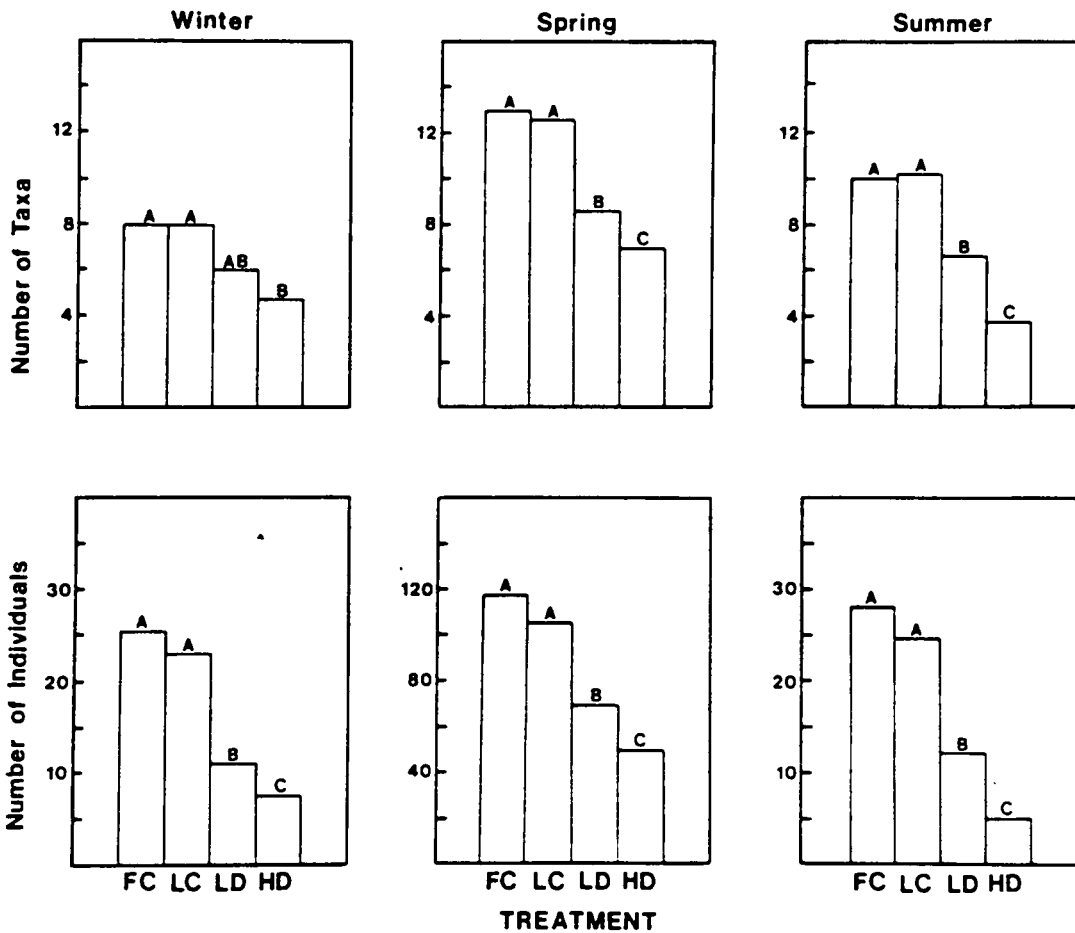 Winter Spring Summer
Number of Taxa
12 12 12
8 8 8
4 4 4
A A AB B
A A B C
A A B C
Number of Individuals
30 120 30
20 80 20
10 40 10
A A B C
A A B C
A A B C
FC LC LD HD FC LC LD HD FC LC LD HD
TREATMENT